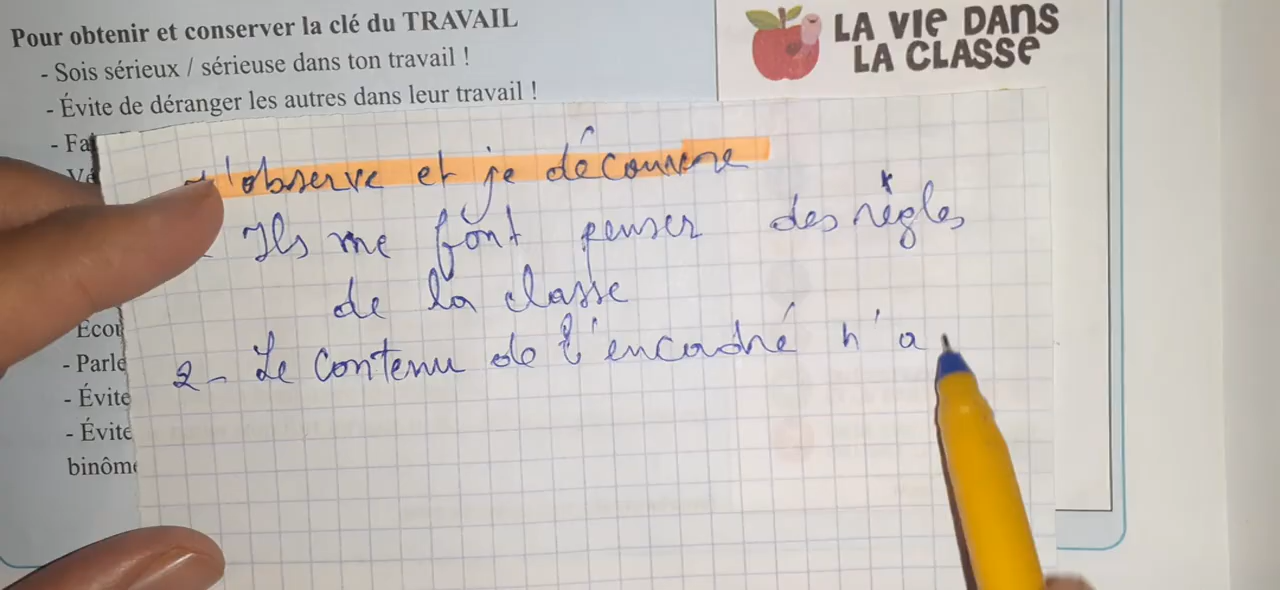 Pour obtenir et conserver la clé du TRAVAIL
- Sois sérieux / sérieuse dans ton travail !
- Évite de déranger les autres dans leur travail !
- Fa
Vé
LA VIE DANS
LA CLASSE
J'observe et je découvre
Ils me font penser des règles
de la classe
2- Le contenu de l'encadré n'a
Écou
- Parle
- Évite
- Évite
binôme